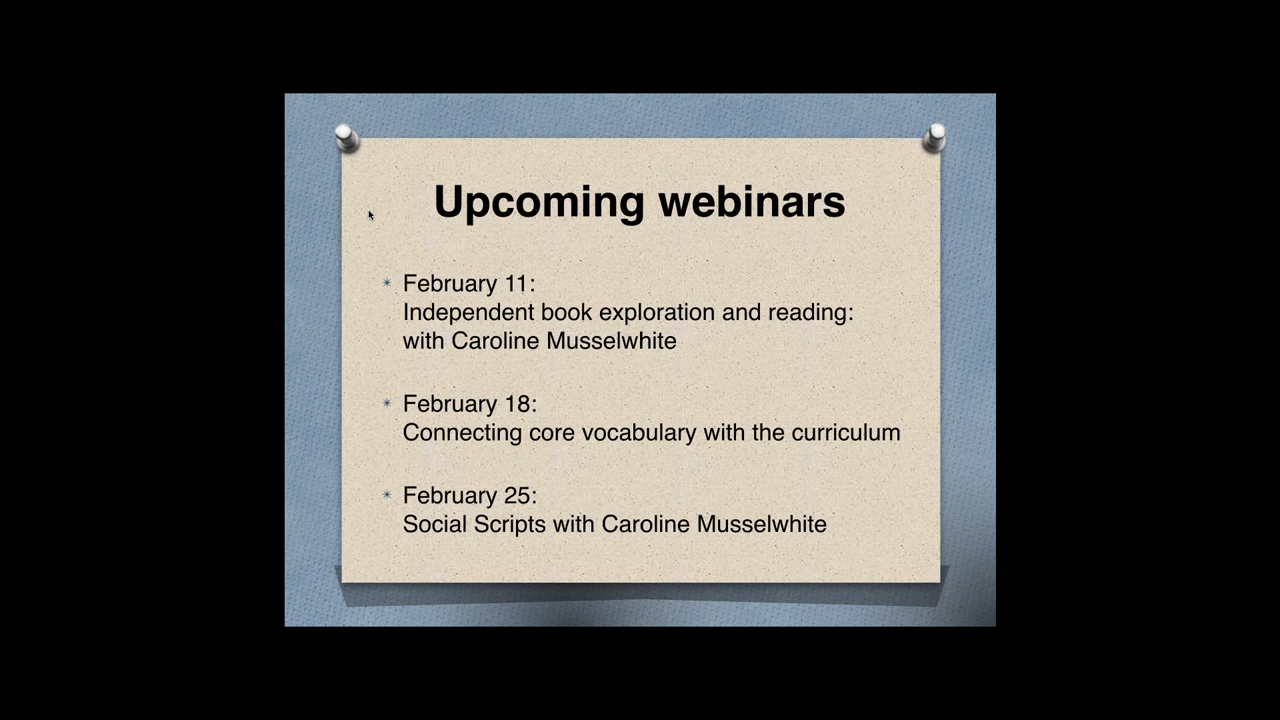 Upcoming webinars
February 11:
Independent book exploration and reading:
with Caroline Musselwhite
February 18:
Connecting core vocabulary with the curriculum
February 25:
Social Scripts with Caroline Musselwhite